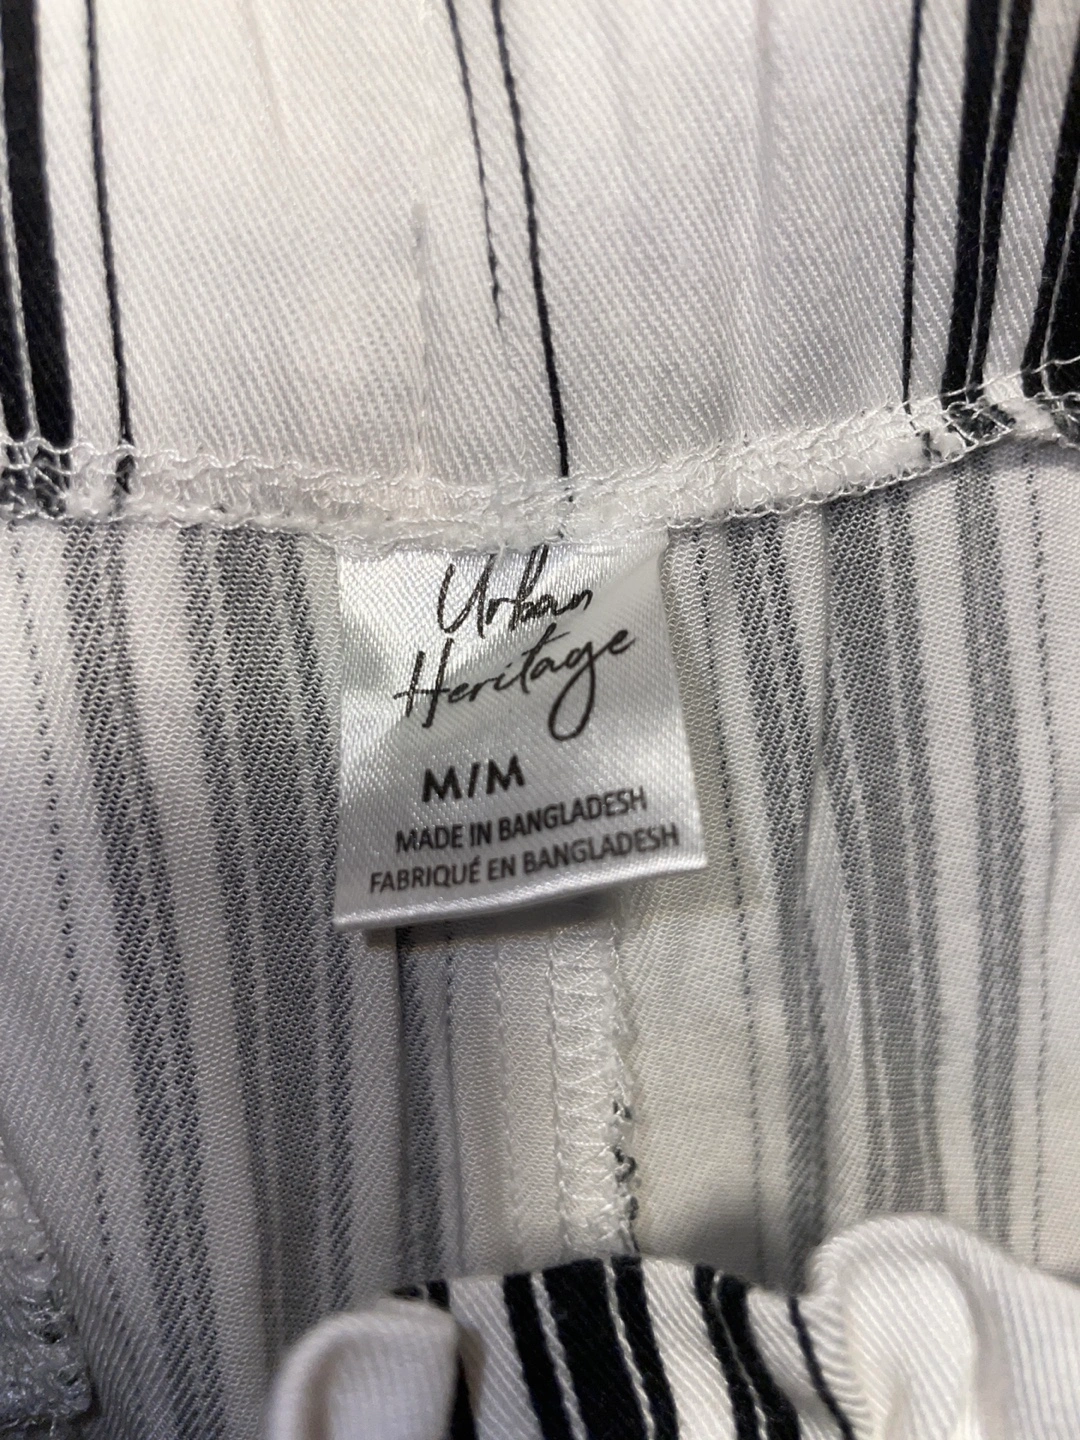 Urban
Heritage
M/M
MADE IN BANGLADESH
FABRIQUÉ EN BANGLADESH